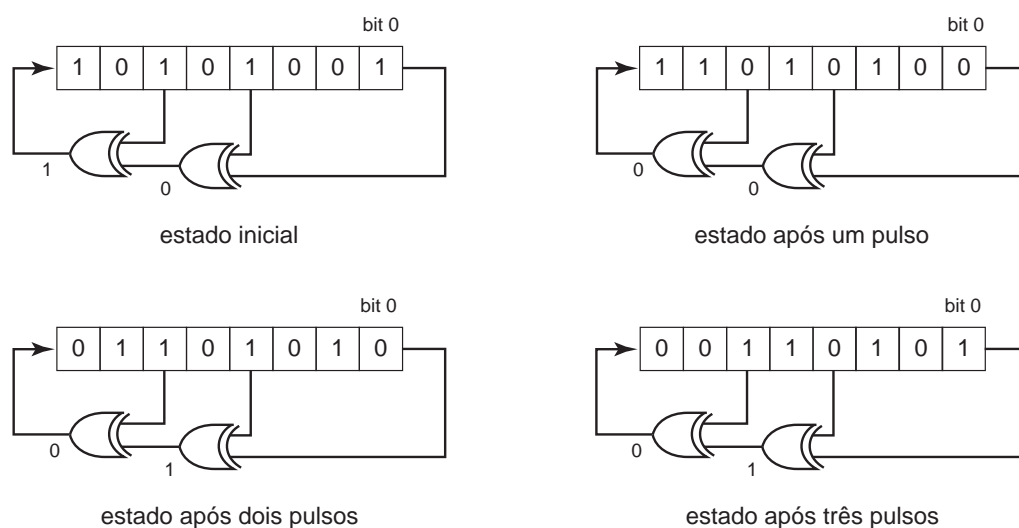 bit 0
1 0 1 0 1 0 0 1
1
0
estado inicial
bit 0
1 1 0 1 0 1 0 0
0
0
estado após um pulso
bit 0
0 1 1 0 1 0 1 0
0
1
estado após dois pulsos
bit 0
0 0 1 1 0 1 0 1
0
1
estado após três pulsos